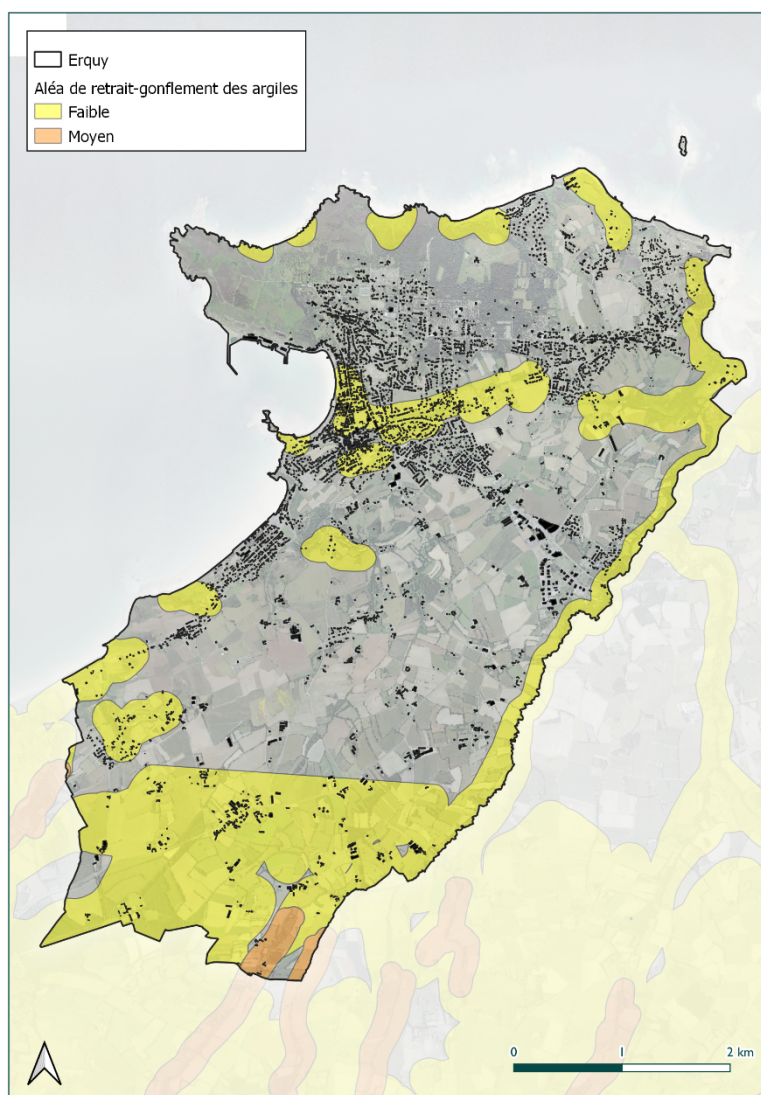 Erquy
Aléa de retrait-gonflement des argiles
Faible
Moyen
0 1 2 km